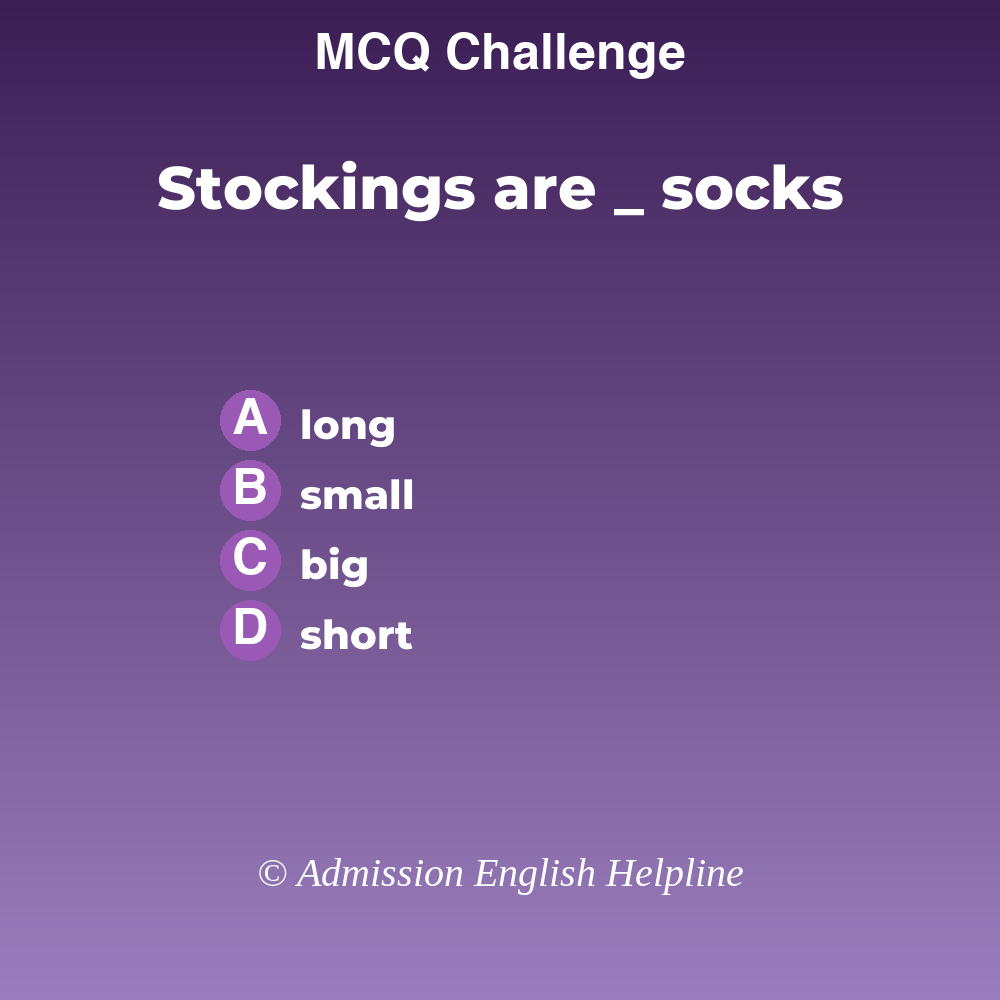 MCQ Challenge
Stockings are _ socks
A long
B small
C big
D short
© Admission English Helpline